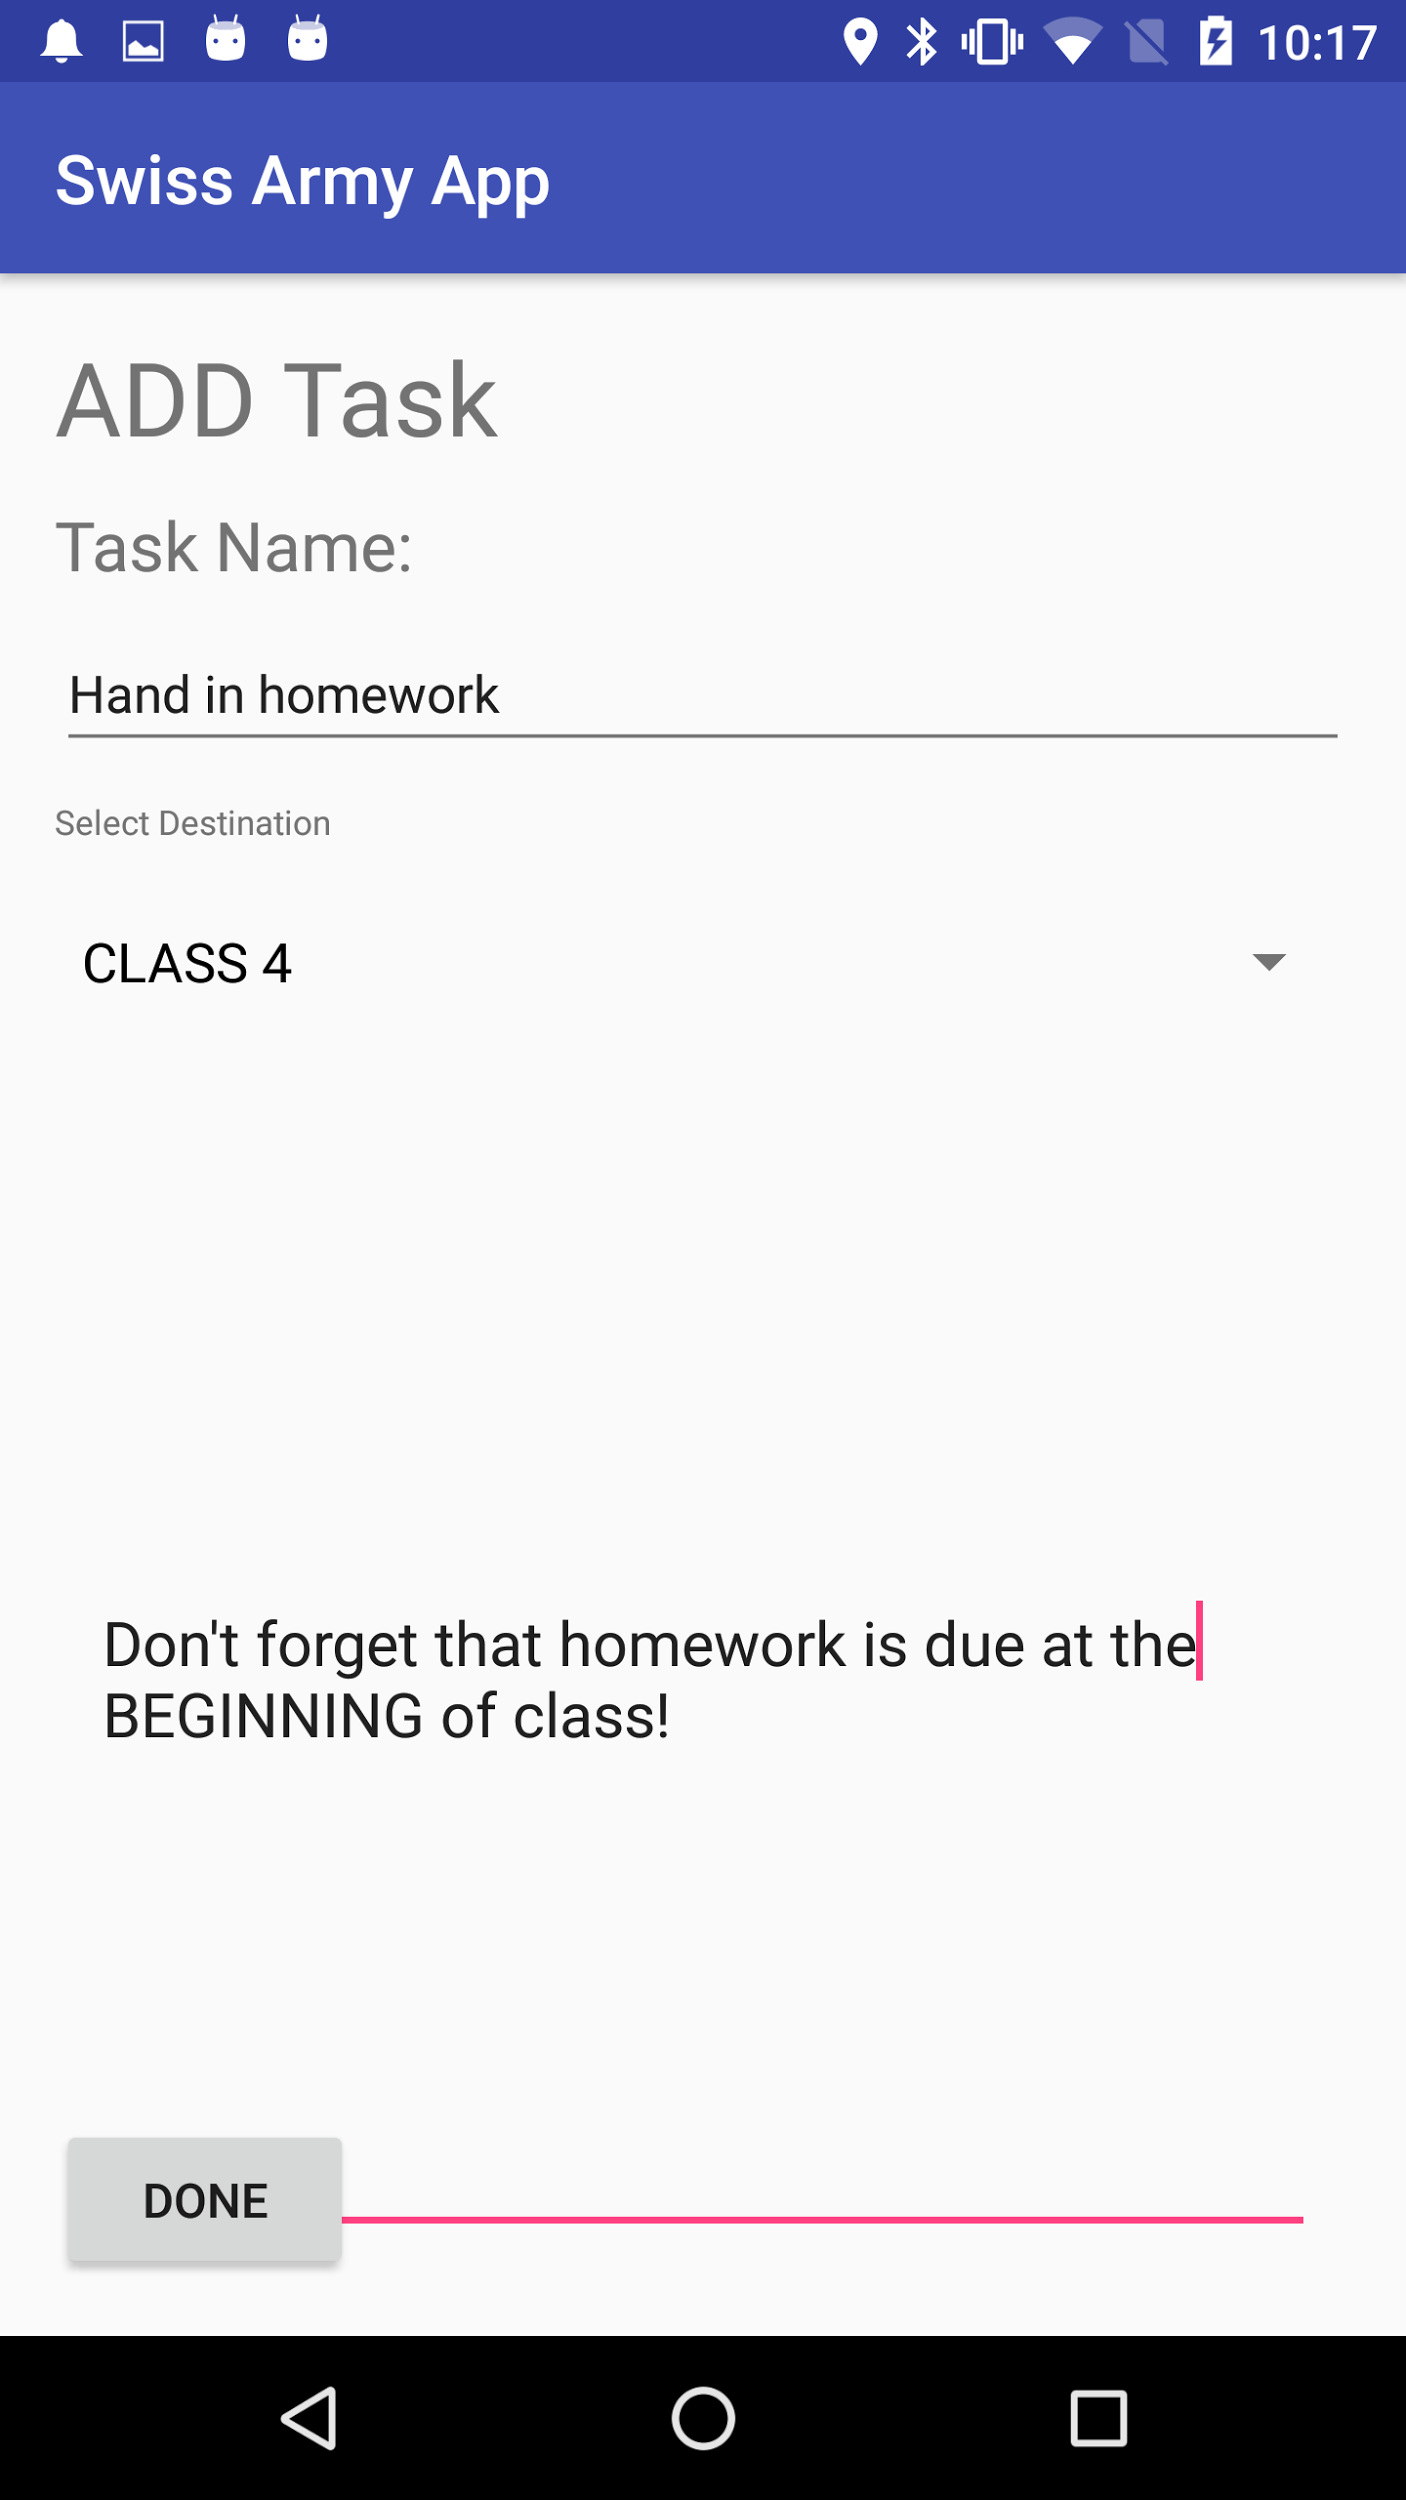 10:17
Swiss Army App
ADD Task
Task Name:
Hand in homework
Select Destination
CLASS 4
Don't forget that homework is due at the
BEGINNING of class!
DONE